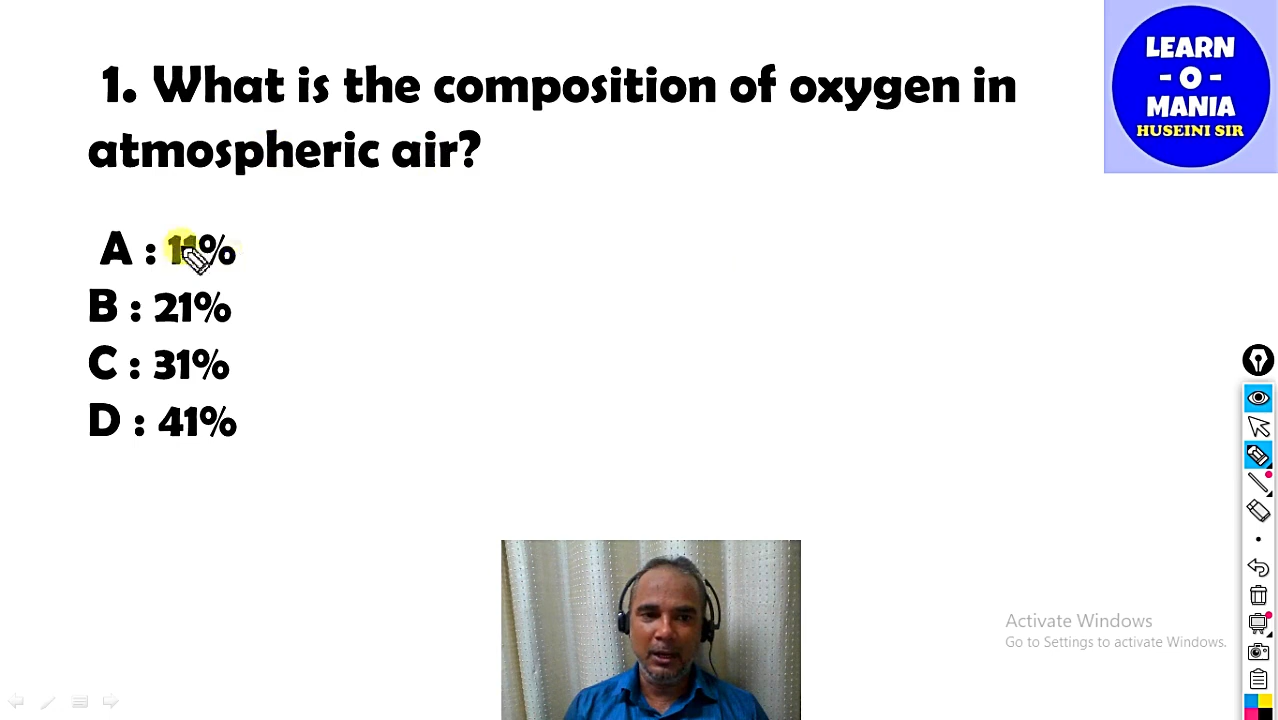 1. What is the composition of oxygen in
atmospheric air?
A : 11%
B : 21%
C : 31%
D : 41%
LEARN
- O -
MANIA
HUSEINI SIR
Activate Windows
Go to Settings to activate Windows.